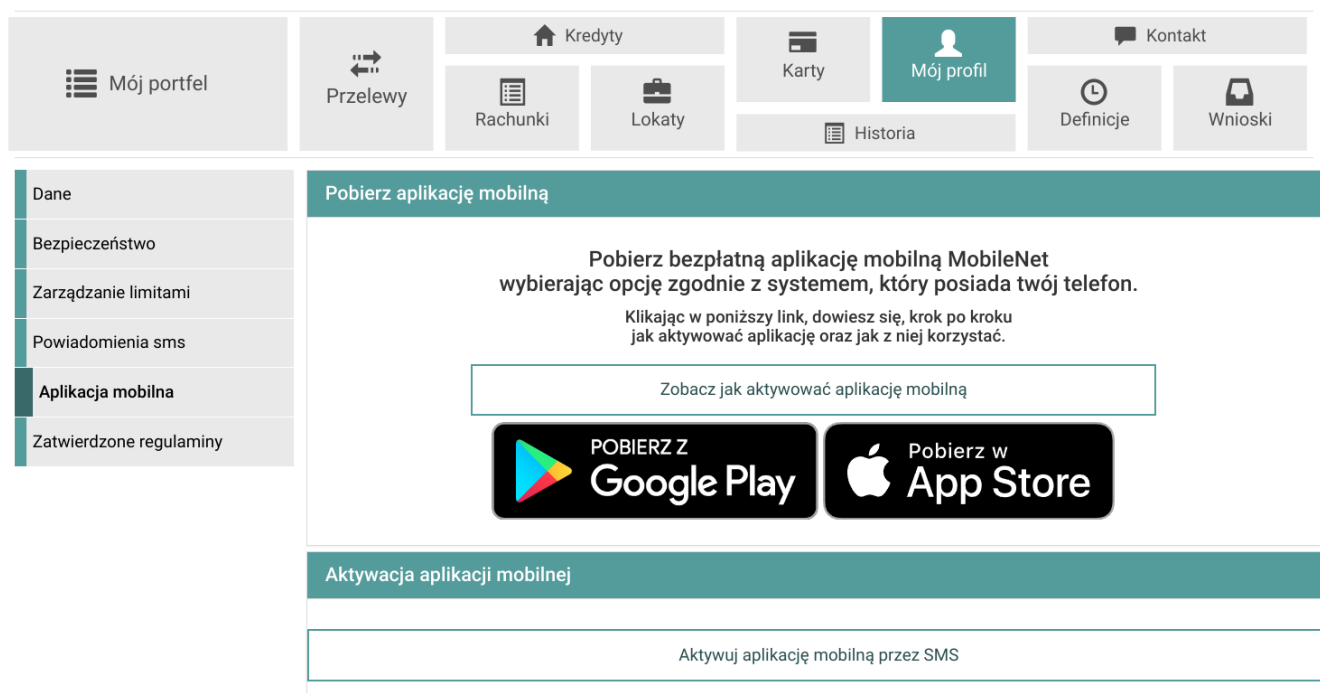 Mój portfel
Przelewy
Kredyty
Rachunki
Lokaty
Karty
Mój profil
Historia
Kontakt
Definicje
Wnioski
Dane
Bezpieczeństwo
Zarządzanie limitami
Powiadomienia sms
Aplikacja mobilna
Zatwierdzone regulaminy
Pobierz aplikację mobilną
Pobierz bezpłatną aplikację mobilną MobileNet
wybierając opcję zgodnie z systemem, który posiada twój telefon.
Klikając w poniższy link, dowiesz się, krok po kroku
jak aktywować aplikację oraz jak z niej korzystać.
Zobacz jak aktywować aplikację mobilną
POBIERZ Z
Google Play
Pobierz w
App Store
Aktywacja aplikacji mobilnej
Aktywuj aplikację mobilną przez SMS